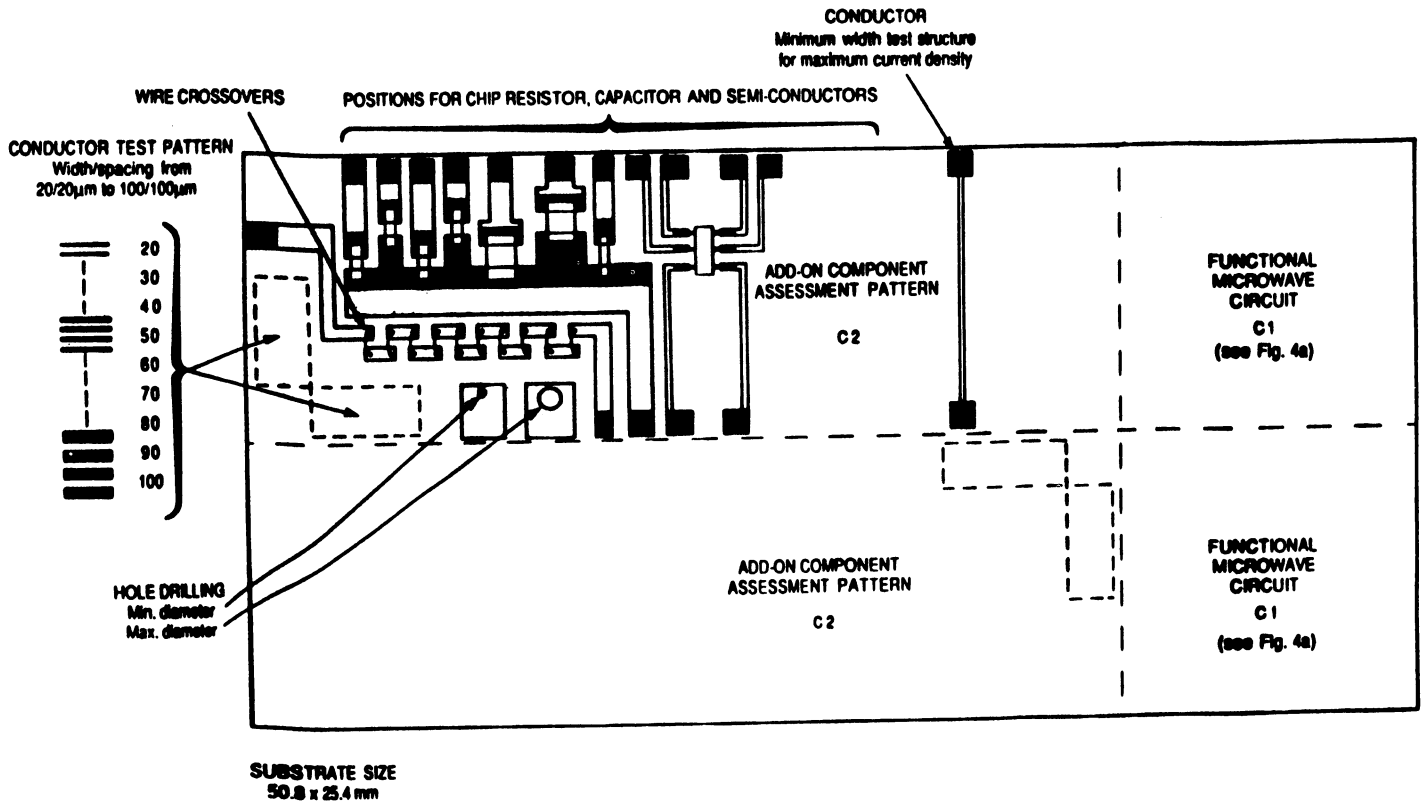 CONDUCTOR
Minimum width test structure
for maximum current density
WIRE CROSSOVERS
POSITIONS FOR CHIP RESISTOR, CAPACITOR AND SEMI-CONDUCTORS
CONDUCTOR TEST PATTERN
Width/spacing from
20/20µm to 100/100µm
20
30
40
50
60
70
80
90
100
ADD-ON COMPONENT
ASSESSMENT PATTERN
C2
FUNCTIONAL
MICROWAVE
CIRCUIT
C1
(see Fig. 4a)
HOLE DRILLING
Min. diameter
Max. diameter
ADD-ON COMPONENT
ASSESSMENT PATTERN
C2
FUNCTIONAL
MICROWAVE
CIRCUIT
C1
(see Fig. 4a)
SUBSTRATE SIZE
50.8 x 25.4 mm